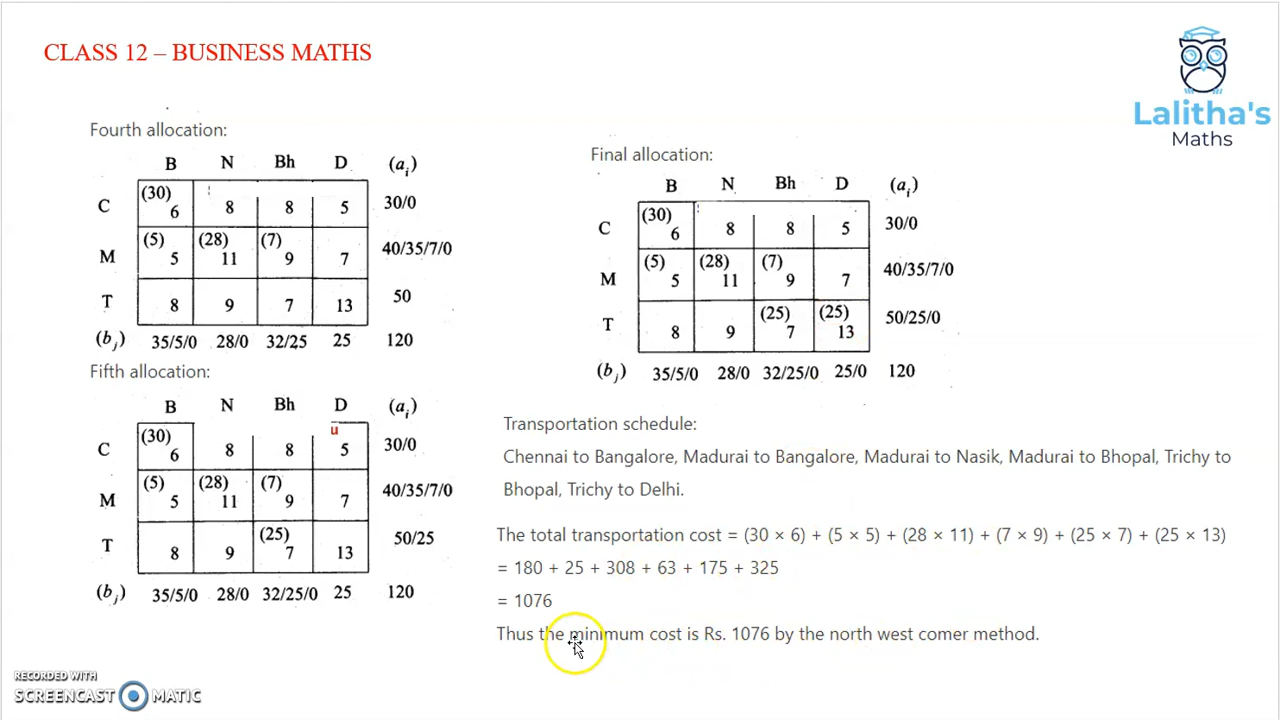 CLASS 12 – BUSINESS MATHS
Lalitha's
Maths
Fourth allocation:
B N Bh D (ai)
(30)
C 6 8 8 5 30/0
(5) (28) (7)
M 5 11 9 7 40/35/7/0
T 8 9 7 13 50
(bj) 35/5/0 28/0 32/25 25 120
Fifth allocation:
B N Bh D (ai)
u
(30)
C 6 8 8 5 30/0
(5) (28) (7)
M 5 11 9 7 40/35/7/0
(25)
T 8 9 7 13 50/25
(bj) 35/5/0 28/0 32/25/0 25 120
Final allocation:
B N Bh D (ai)
(30)
C 6 8 8 5 30/0
(5) (28) (7)
M 5 11 9 7 40/35/7/0
(25) (25)
T 8 9 7 13 50/25/0
(bj) 35/5/0 28/0 32/25/0 25/0 120
Transportation schedule:
Chennai to Bangalore, Madurai to Bangalore, Madurai to Nasik, Madurai to Bhopal, Trichy to
Bhopal, Trichy to Delhi.
The total transportation cost = (30 × 6) + (5 × 5) + (28 × 11) + (7 × 9) + (25 × 7) + (25 × 13)
= 180 + 25 + 308 + 63 + 175 + 325
= 1076
Thus the minimum cost is Rs. 1076 by the north west comer method.
RECORDED WITH
SCREENCAST MATIC